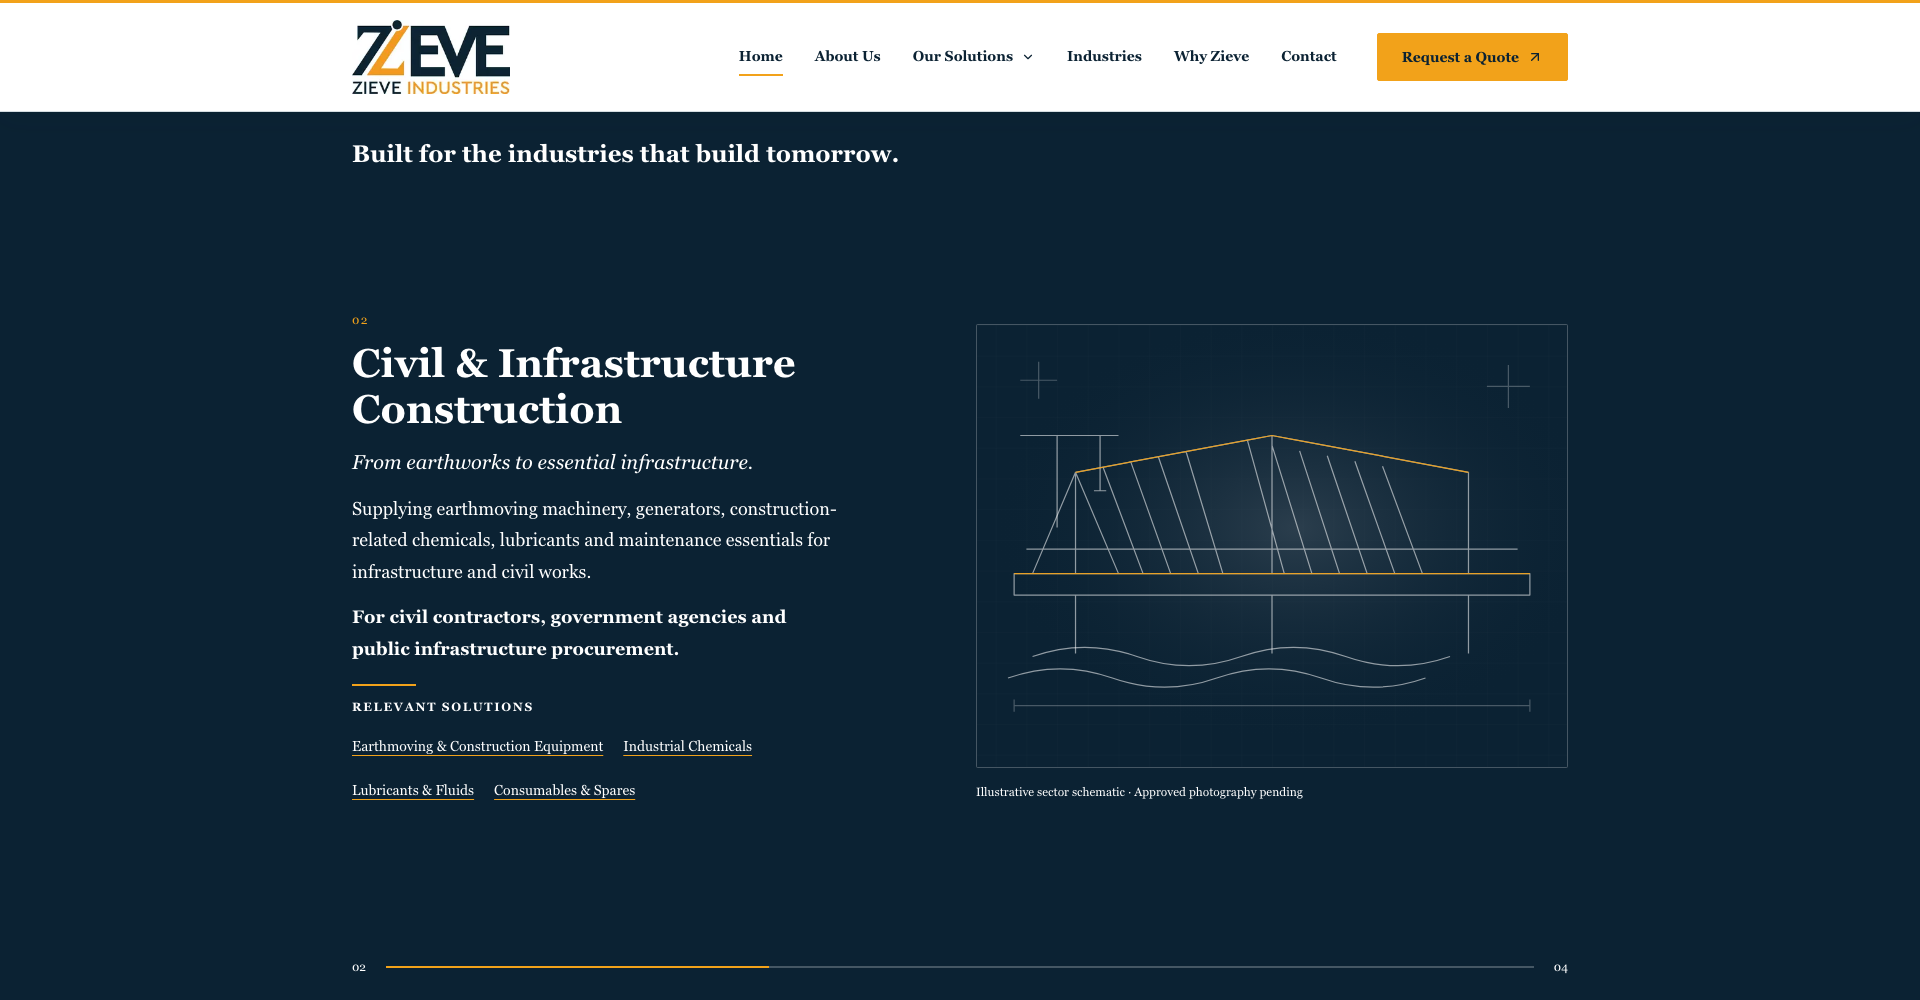 ZIEVE
ZIEVE INDUSTRIES
Home
About Us
Our Solutions
Industries
Why Zieve
Contact
Request a Quote
Built for the industries that build tomorrow.
02
Civil & Infrastructure
Construction
From earthworks to essential infrastructure.
Supplying earthmoving machinery, generators, construction-
related chemicals, lubricants and maintenance essentials for
infrastructure and civil works.
For civil contractors, government agencies and
public infrastructure procurement.
RELEVANT SOLUTIONS
Earthmoving & Construction Equipment
Industrial Chemicals
Lubricants & Fluids
Consumables & Spares
Illustrative sector schematic · Approved photography pending
02
04